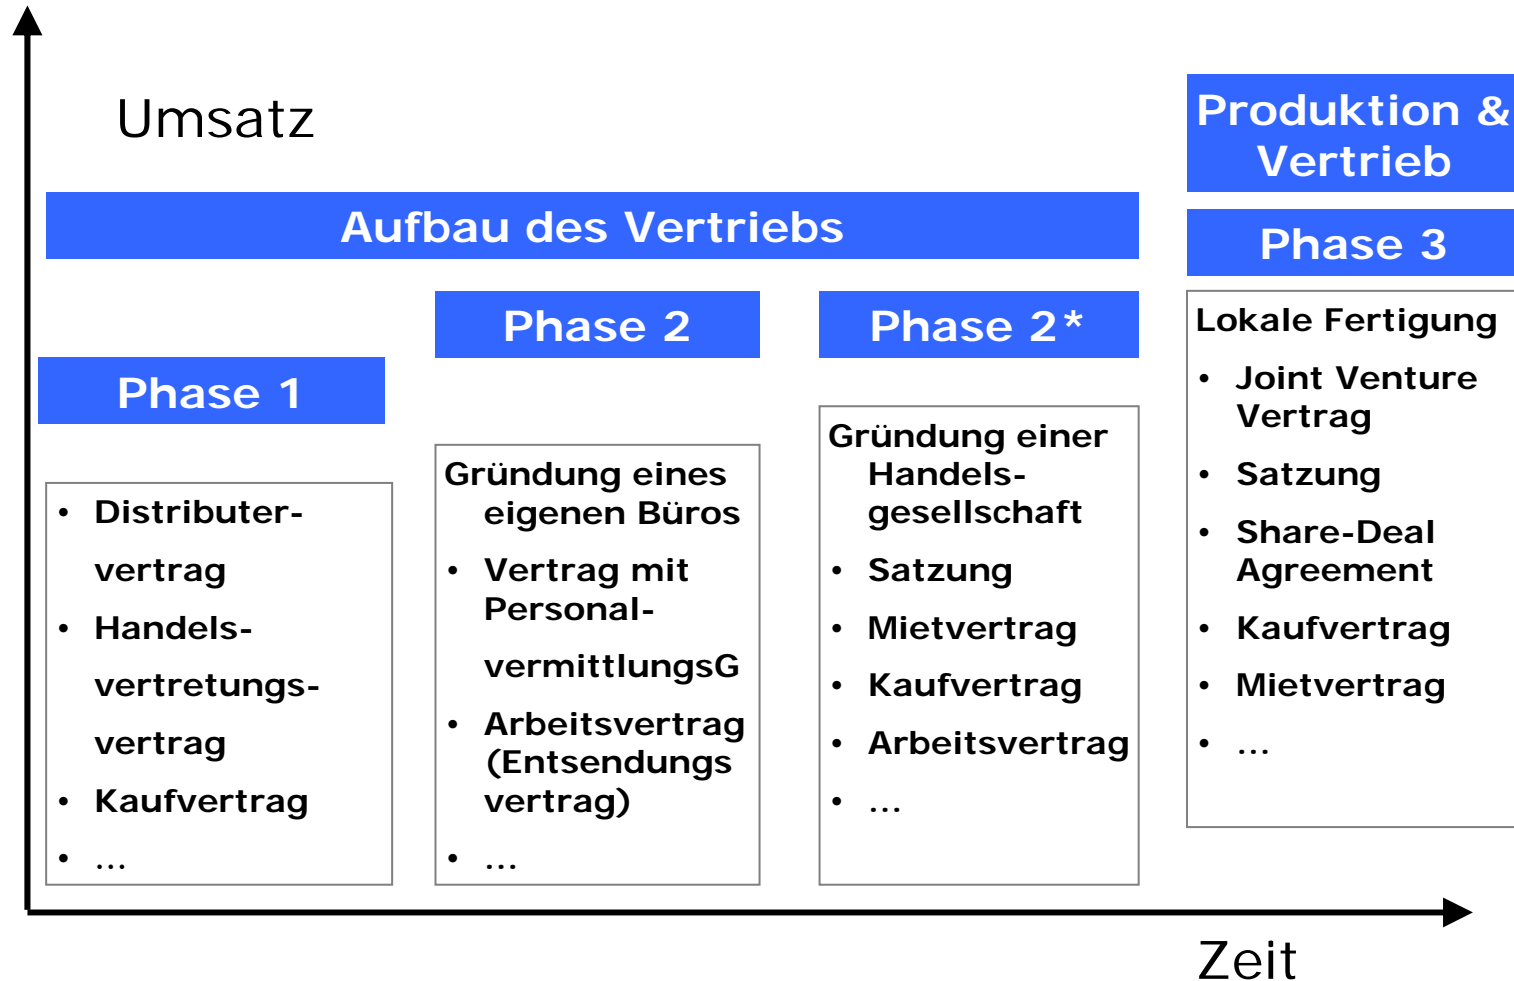 Umsatz
Aufbau des Vertriebs
Phase 1
• Distributer-
vertrag
• Handels-
vertretungs-
vertrag
• Kaufvertrag
• ...
Phase 2
Gründung eines
eigenen Büros
• Vertrag mit
Personal-
vermittlungsG
• Arbeitsvertrag
(Entsendungs
vertrag)
• ...
Phase 2*
Gründung einer
Handels-
gesellschaft
• Satzung
• Mietvertrag
• Kaufvertrag
• Arbeitsvertrag
• ...
Produktion &
Vertrieb
Phase 3
Lokale Fertigung
• Joint Venture
Vertrag
• Satzung
• Share-Deal
Agreement
• Kaufvertrag
• Mietvertrag
• ...
Zeit